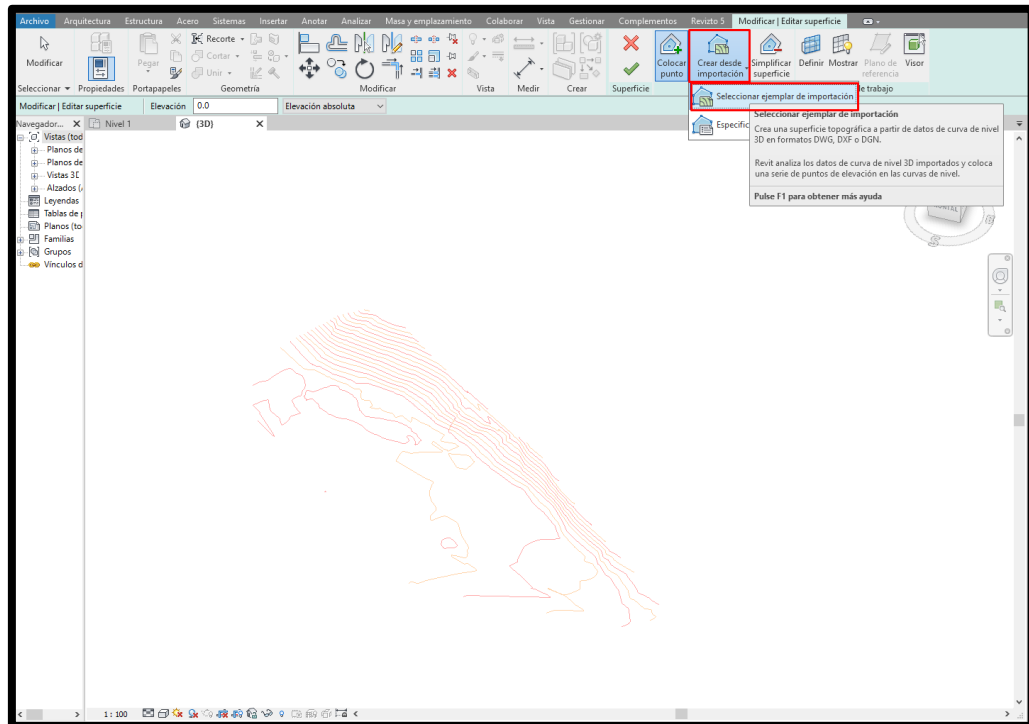 Archivo Arquitectura Estructura Acero Sistemas Insertar Anotar Analizar Masa y emplazamiento Colaborar Vista Gestionar Complementos Revizto 5 Modificar | Editar superficie
Recorte
Cortar
Unir
Modificar
Pegar
Colocar punto
Crear desde importación
Simplificar superficie
Definir
Mostrar
Plano de referencia
Visor
Seleccionar Propiedades Portapapeles Geometría Modificar Vista Medir Crear Superficie e trabajo
Modificar | Editar superficie Elevación 0.0 Elevación absoluta
Seleccionar ejemplar de importación
Especific
Seleccionar ejemplar de importación
Crea una superficie topográfica a partir de datos de curva de nivel
3D en formatos DWG, DXF o DGN.
Revit analiza los datos de curva de nivel 3D importados y coloca
una serie de puntos de elevación en las curvas de nivel.
Pulse F1 para obtener más ayuda
Navegador... X Nivel 1 {3D} X
Vistas (tod
Planos de
Planos de
Vistas 3D
Alzados (
Leyendas
Tablas de p
Planos (to
Familias
Grupos
Vínculos d
1 : 100